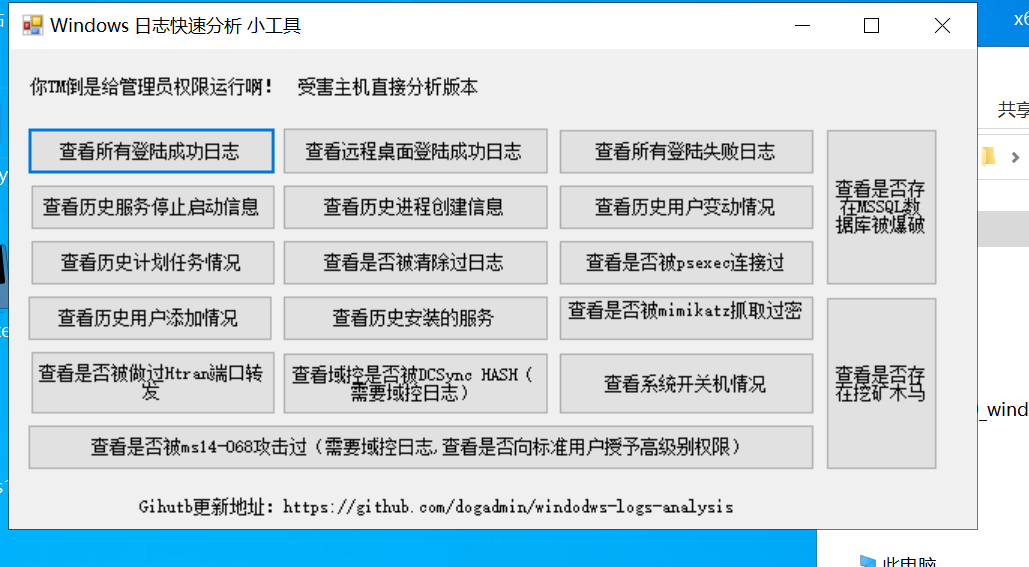 Windows 日志快速分析 小工具
你TM倒是给管理员权限运行啊！ 受害主机直接分析版本
查看所有登陆成功日志
查看远程桌面登陆成功日志
查看所有登陆失败日志
查看是否存
在MSSQL数
据库被爆破
查看历史服务停止启动信息
查看历史进程创建信息
查看历史用户变动情况
查看历史计划任务情况
查看是否被清除过日志
查看是否被psexec连接过
查看历史用户添加情况
查看历史安装的服务
查看是否被mimikatz抓取过密
查看是否存
在挖矿木马
查看是否被做过Htran端口转
发
查看域控是否被DCSync HASH（
需要域控日志）
查看系统开关机情况
查看是否被ms14-068攻击过（需要域控日志,查看是否向标准用户授予高级别权限）
Gihutb更新地址：https://github.com/dogadmin/windodws-logs-analysis
共享
_wind
此电脑